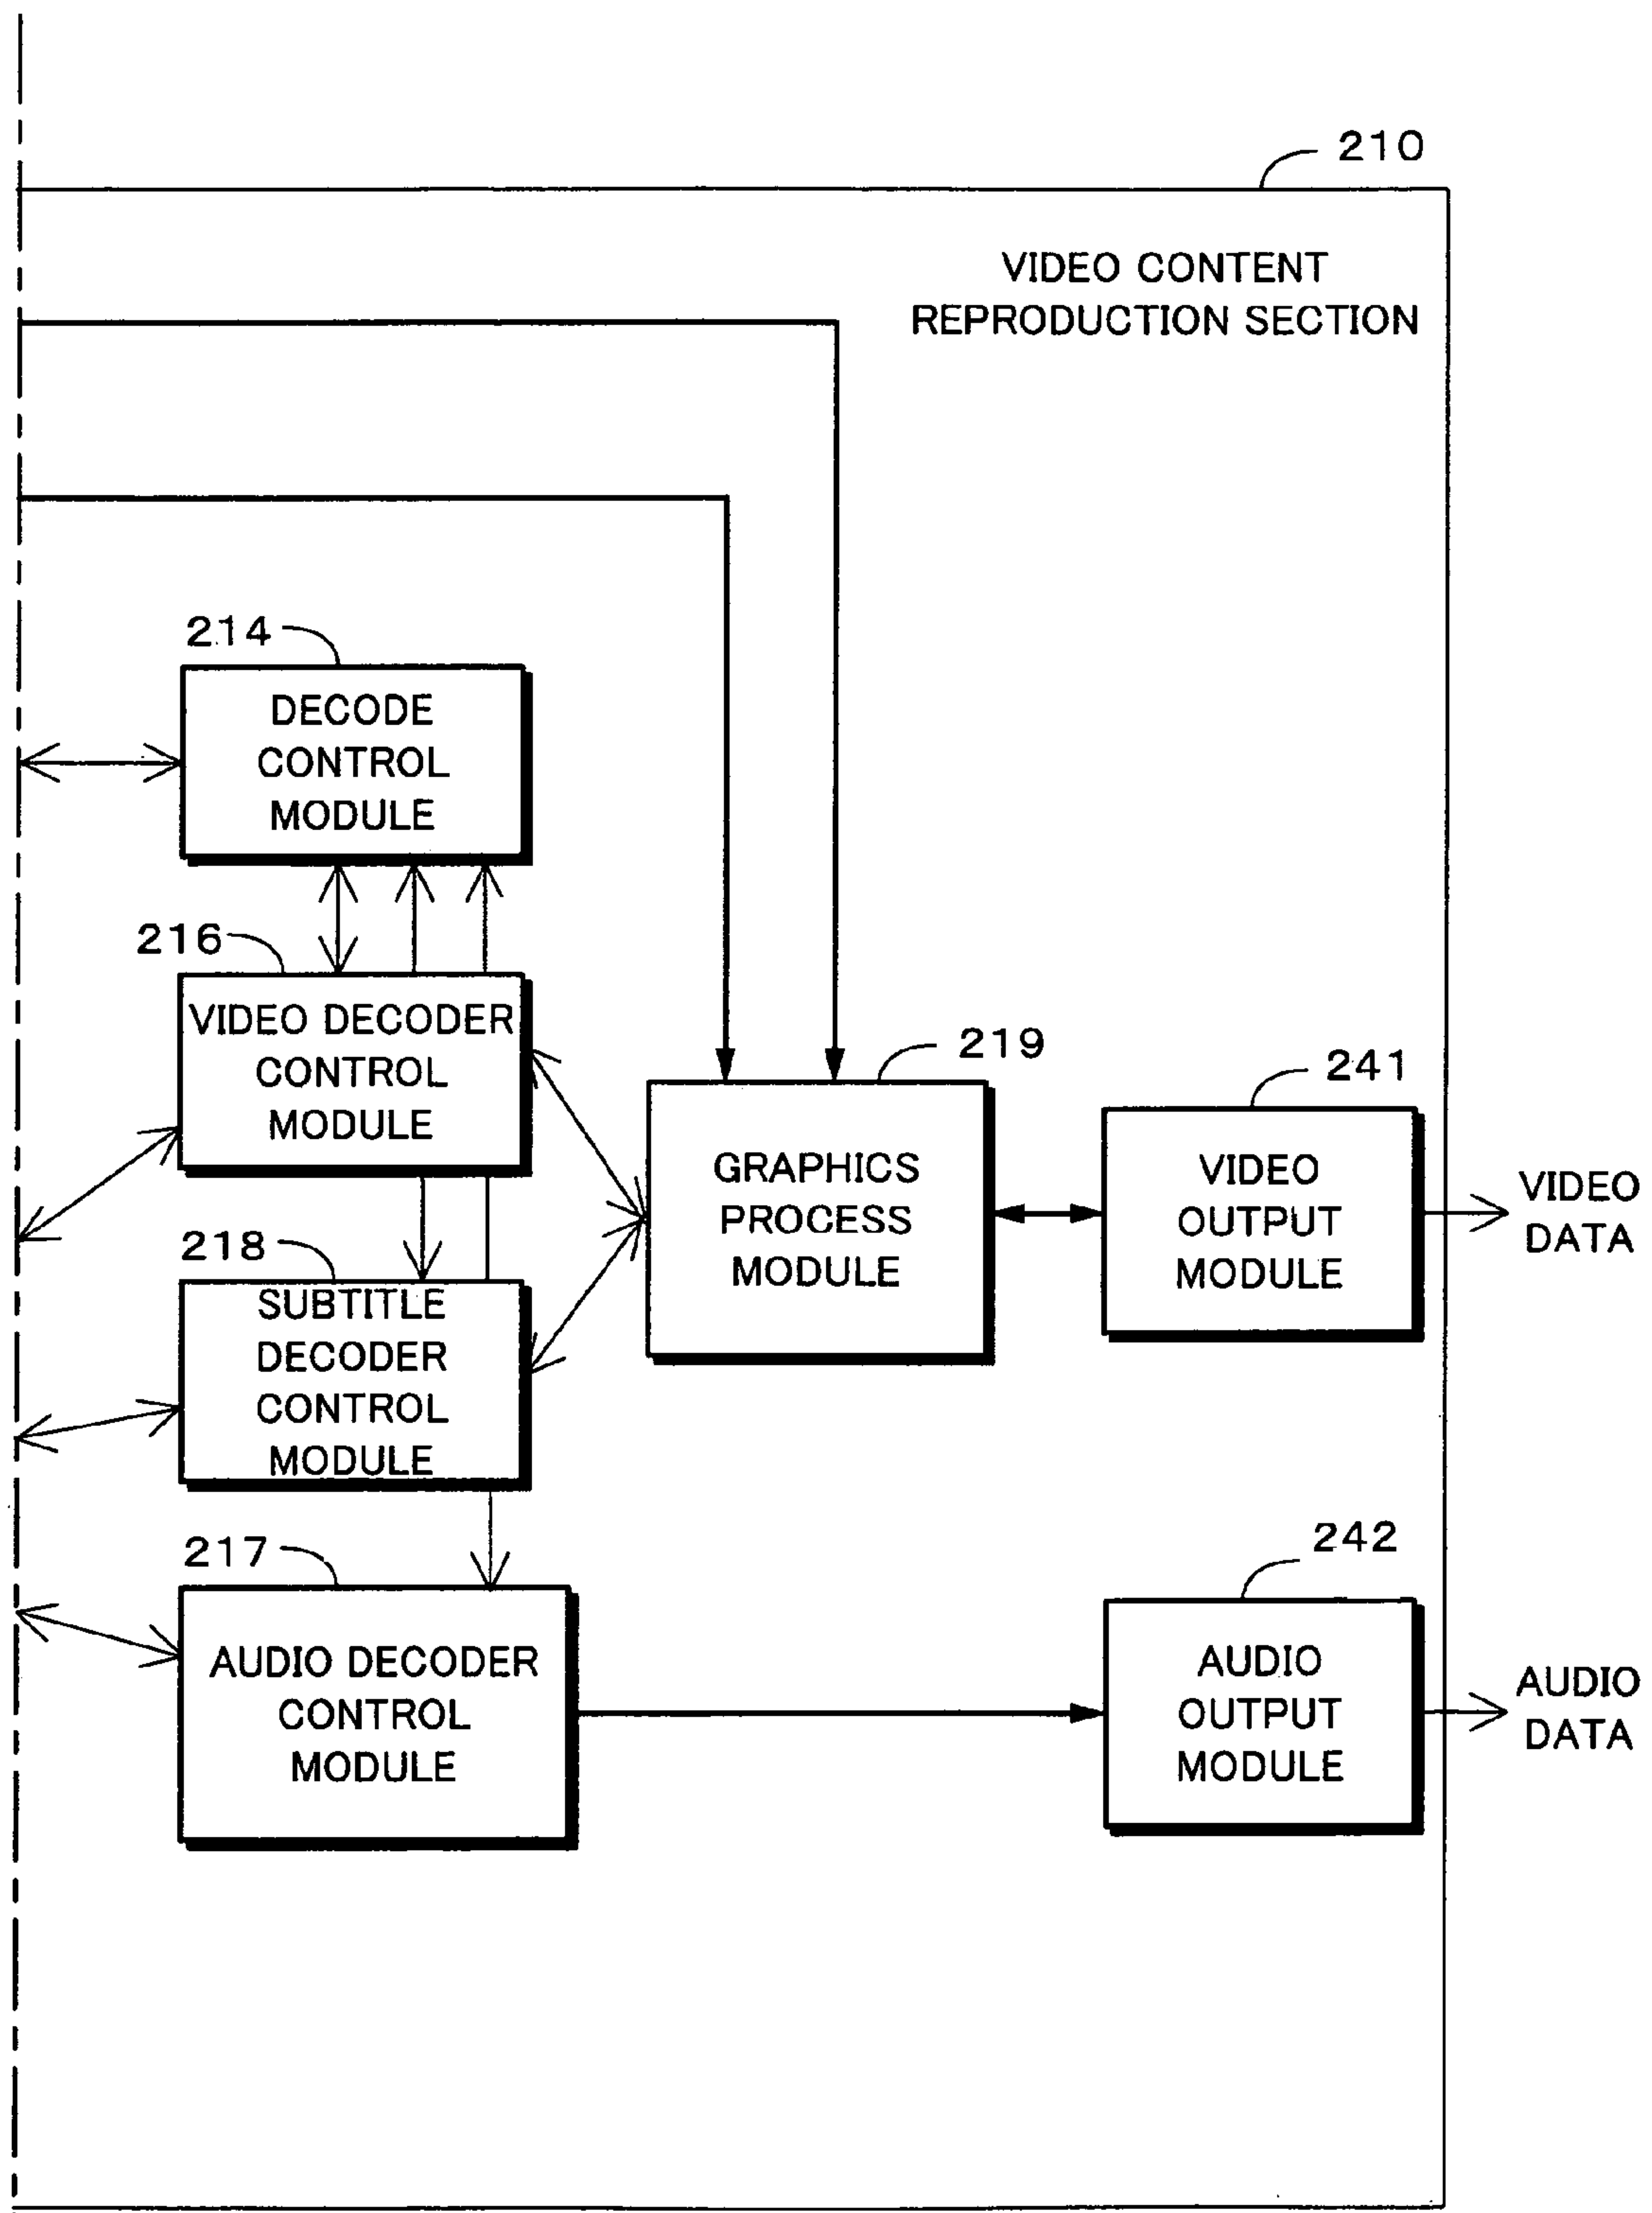 210
VIDEO CONTENT
REPRODUCTION SECTION
214
DECODE
CONTROL
MODULE
216
VIDEO DECODER
CONTROL
MODULE
219
GRAPHICS
PROCESS
MODULE
241
VIDEO
OUTPUT
MODULE
VIDEO
DATA
218
SUBTITLE
DECODER
CONTROL
MODULE
217
AUDIO DECODER
CONTROL
MODULE
242
AUDIO
OUTPUT
MODULE
AUDIO
DATA